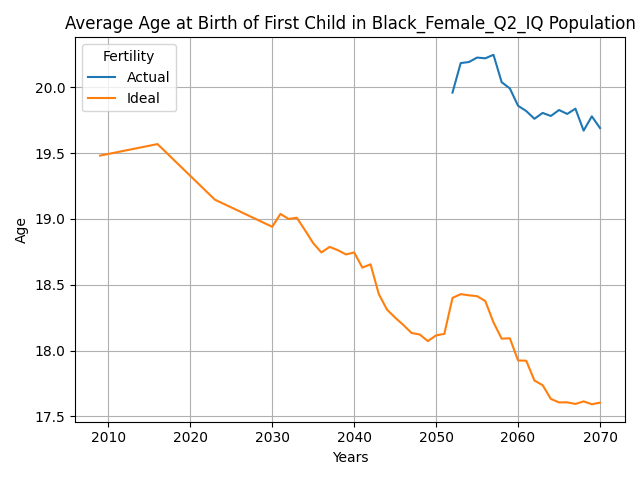 Average Age at Birth of First Child in Black_Female_Q2_IQ Population
Fertility
Actual
Ideal
20.0
19.5
19.0
18.5
18.0
17.5
Age
2010 2020 2030 2040 2050 2060 2070
Years